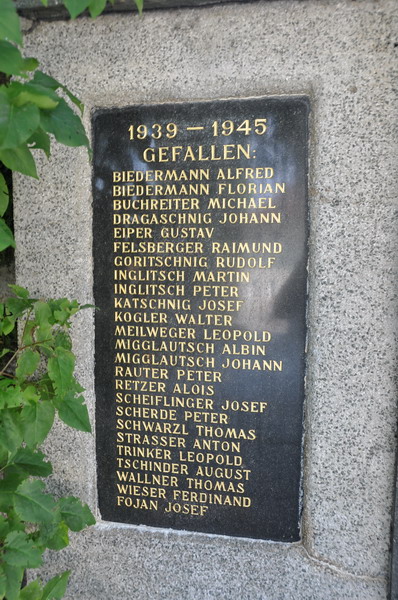 1939 — 1945
GEFALLEN:
BIEDERMANN ALFRED
BIEDERMANN FLORIAN
BUCHREITER MICHAEL
DRAGASCHNIG JOHANN
EIPER GUSTAV
FELSBERGER RAIMUND
GORITSCHNIG RUDOLF
INGLITSCH MARTIN
INGLITSCH PETER
KATSCHNIG JOSEF
KOGLER WALTER
MEILWEGER LEOPOLD
MIGGLAUTSCH ALBIN
MIGGLAUTSCH JOHANN
RAUTER PETER
RETZER ALOIS
SCHEIFLINGER JOSEF
SCHERDE PETER
SCHWARZL THOMAS
STRASSER ANTON
TRINKER LEOPOLD
TSCHINDER AUGUST
WALLNER THOMAS
WIESER FERDINAND
FOJAN JOSEF